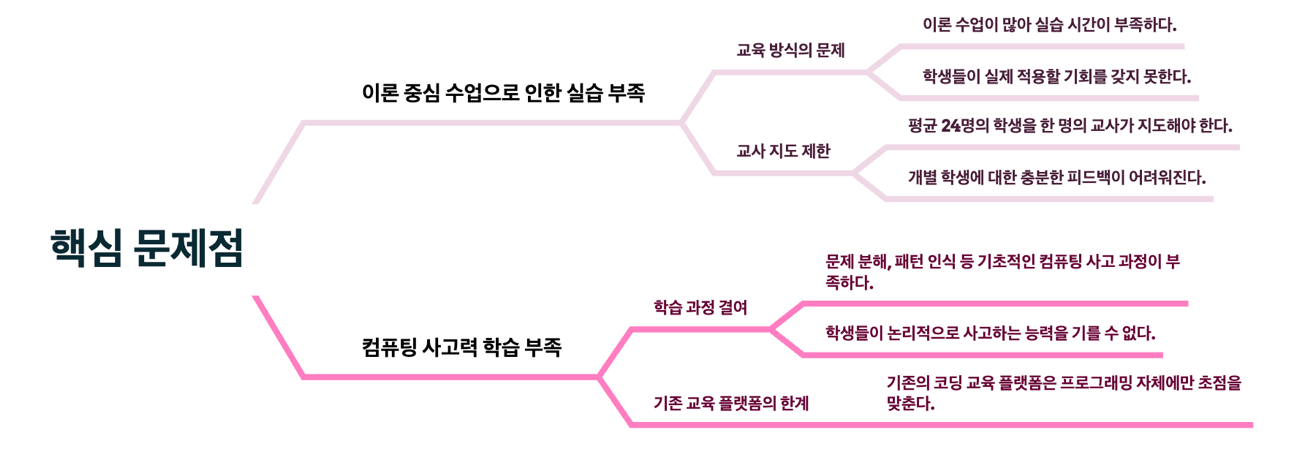 핵심 문제점
이론 중심 수업으로 인한 실습 부족
교육 방식의 문제
이론 수업이 많아 실습 시간이 부족하다.
학생들이 실제 적용할 기회를 갖지 못한다.
교사 지도 제한
평균 24명의 학생을 한 명의 교사가 지도해야 한다.
개별 학생에 대한 충분한 피드백이 어려워진다.
컴퓨팅 사고력 학습 부족
학습 과정 결여
문제 분해, 패턴 인식 등 기초적인 컴퓨팅 사고 과정이 부
족하다.
학생들이 논리적으로 사고하는 능력을 기를 수 없다.
기존 교육 플랫폼의 한계
기존의 코딩 교육 플랫폼은 프로그래밍 자체에만 초점을
맞춘다.